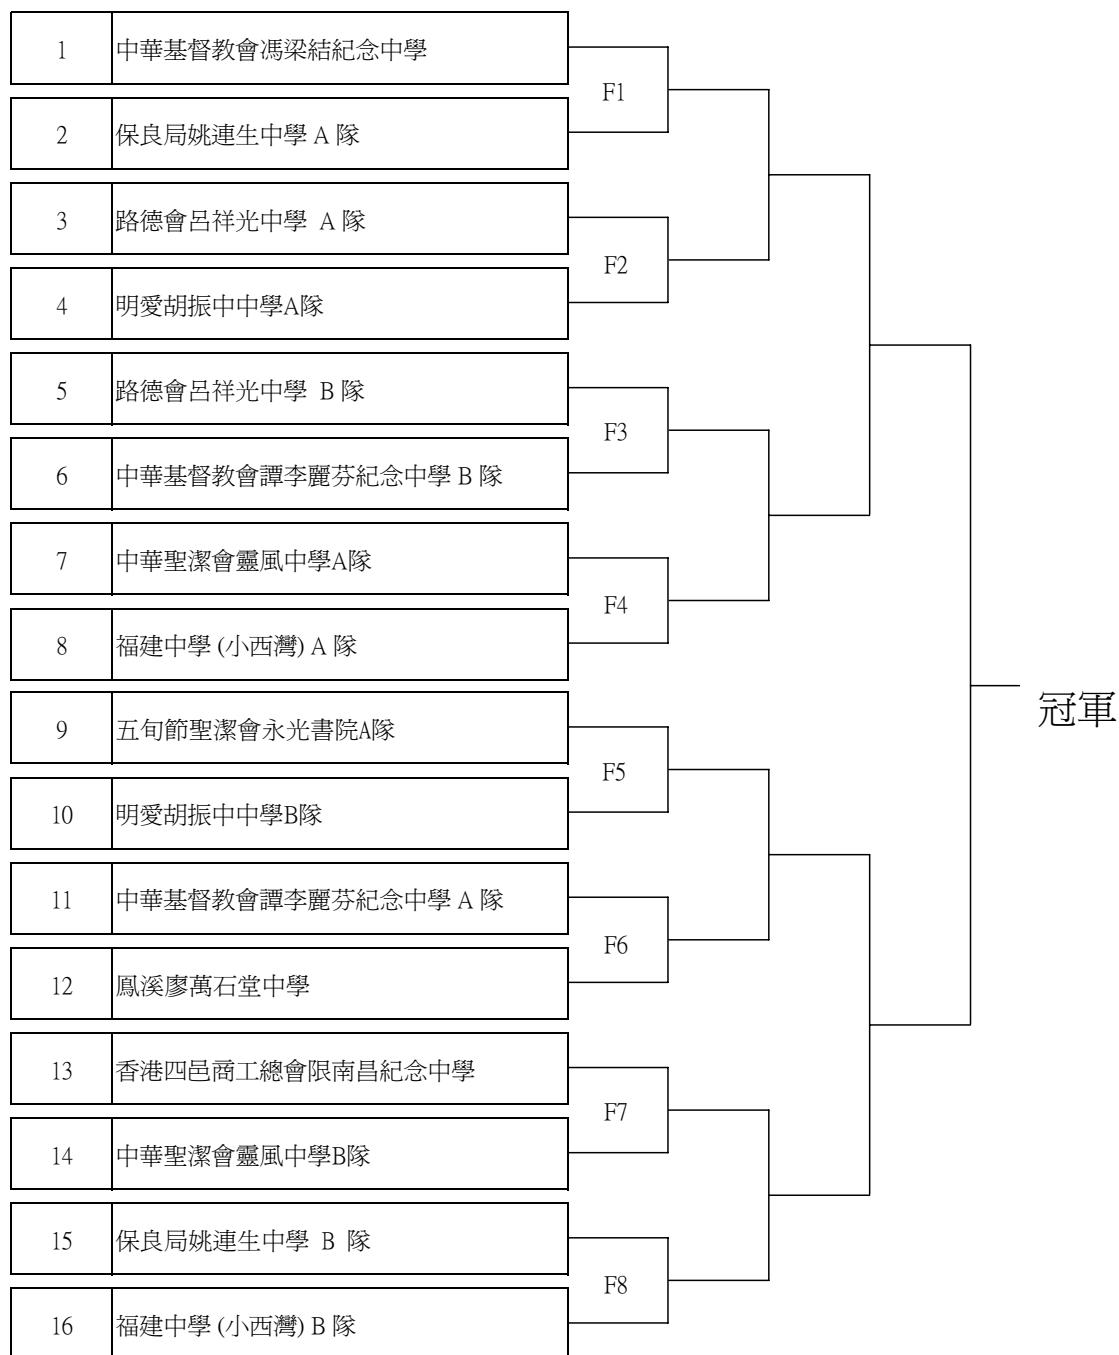 1 中華基督教會馮梁結紀念中學
F1
2 保良局姚連生中學 A 隊
3 路德會呂祥光中學 A 隊
F2
4 明愛胡振中中學A隊
5 路德會呂祥光中學 B 隊
F3
6 中華基督教會譚李麗芬紀念中學 B 隊
7 中華聖潔會靈風中學A隊
F4
8 福建中學 (小西灣) A 隊
冠軍
9 五旬節聖潔會永光書院A隊
F5
10 明愛胡振中中學B隊
11 中華基督教會譚李麗芬紀念中學 A 隊
F6
12 鳳溪廖萬石堂中學
13 香港四邑商工總會限南昌紀念中學
F7
14 中華聖潔會靈風中學B隊
15 保良局姚連生中學 B 隊
F8
16 福建中學 (小西灣) B 隊